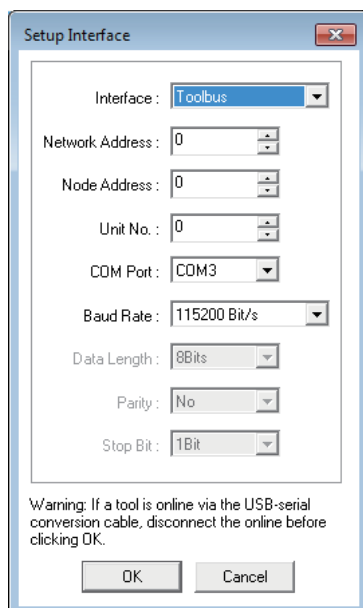 Setup Interface
Interface : Toolbus
Network Address : 0
Node Address : 0
Unit No. : 0
COM Port : COM3
Baud Rate : 115200 Bit/s
Data Length : 8Bits
Parity : No
Stop Bit : 1Bit
Warning: If a tool is online via the USB-serial
conversion cable, disconnect the online before
clicking OK.
OK Cancel